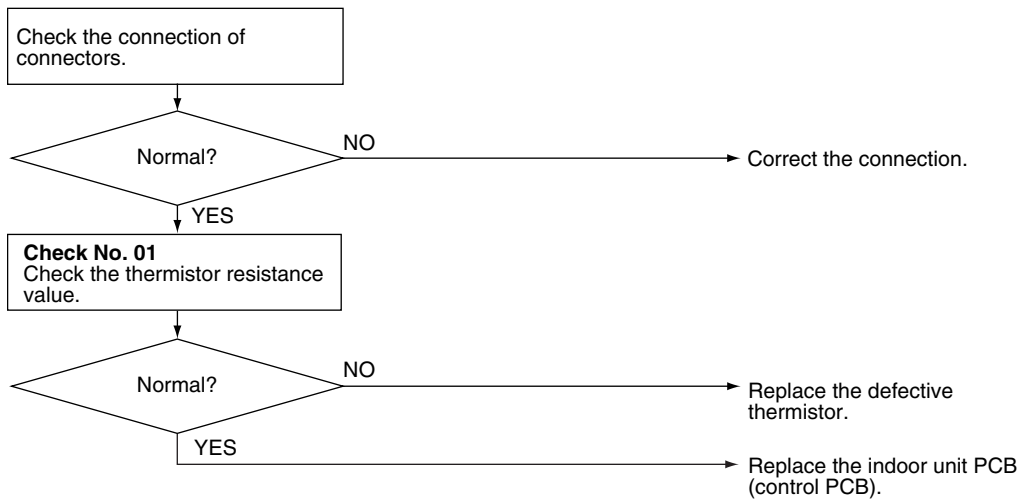 Check the connection of
connectors.
Normal?
NO
Correct the connection.
YES
Check No. 01
Check the thermistor resistance
value.
Normal?
NO
Replace the defective
thermistor.
YES
Replace the indoor unit PCB
(control PCB).